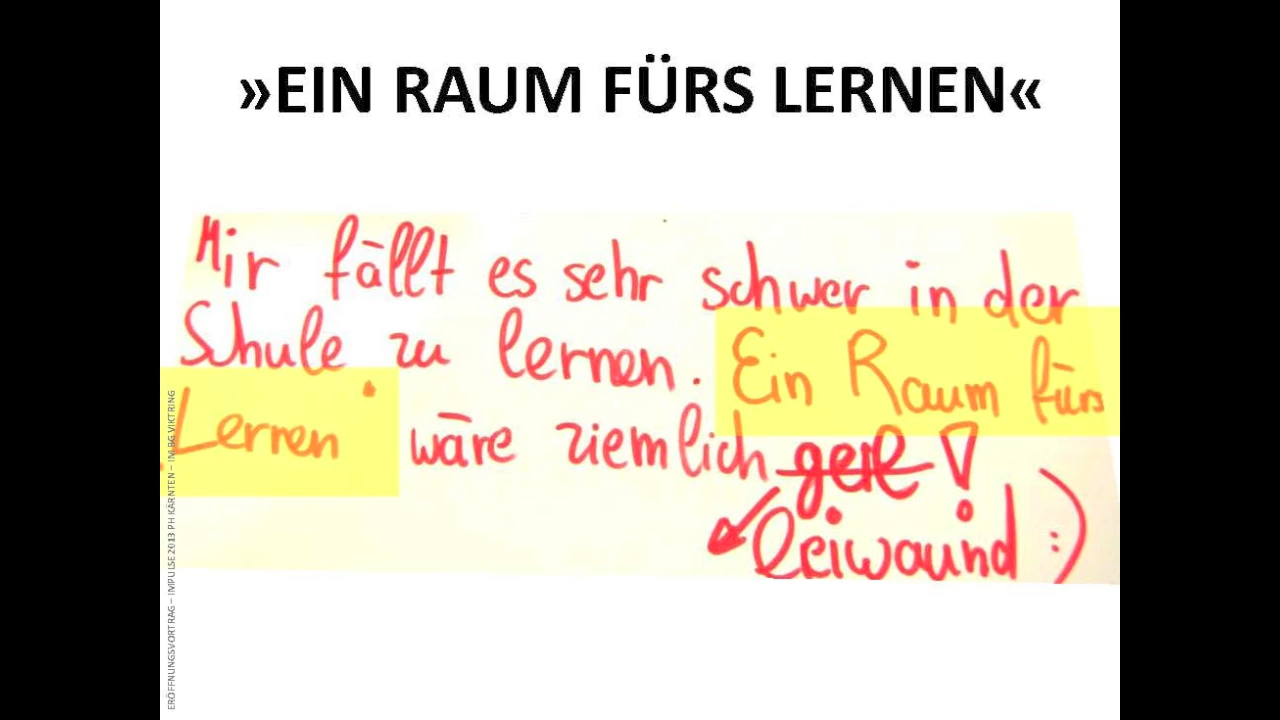 »EIN RAUM FÜRS LERNEN«
Mir fällt es sehr schwer in der
Schule zu lernen. Ein Raum fürs
Lernen wäre ziemlich geil!
leiwaund :)
ERÖFFNUNGSVORTRAG – IMPULSE 2013 PH KÄRNTEN – IM BG VIKTRING